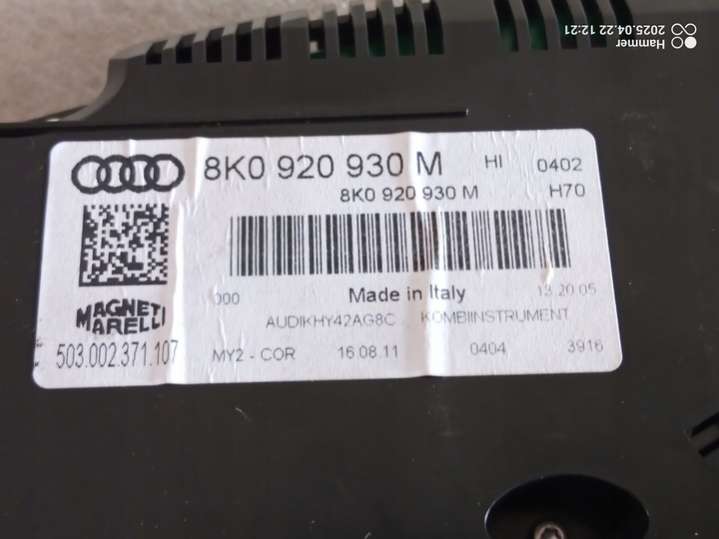 Hammer
2025.04.22 12:21
8K0 920 930 M HI 0402
8K0 920 930 M H70
000 Made in Italy 13.20.05
AUDIKHY42AG8C KOMBIINSTRUMENT
MAGNETI
MARELLI
503.002.371.107 MY2 - COR 16.08.11 0404 3916